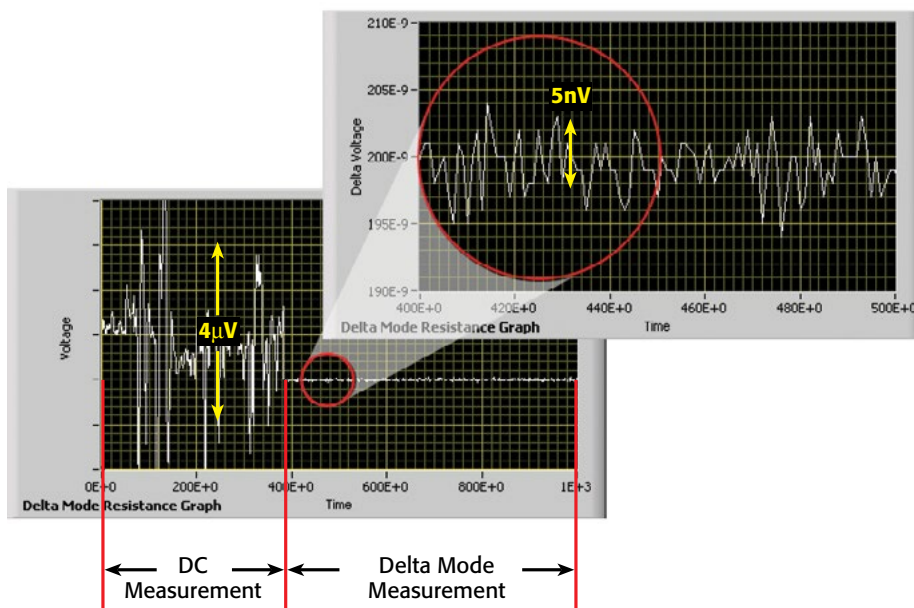 210E-9
205E-9
200E-9
195E-9
190E-9
Delta Voltage
5nV
400E+0
420E+0
440E+0
460E+0
480E+0
500E+0
Delta Mode Resistance Graph
Time
Voltage
4µV
0E+0
200E+0
400E+0
600E+0
800E+0
1E+3
Delta Mode Resistance Graph
Time
DC
Measurement
Delta Mode
Measurement